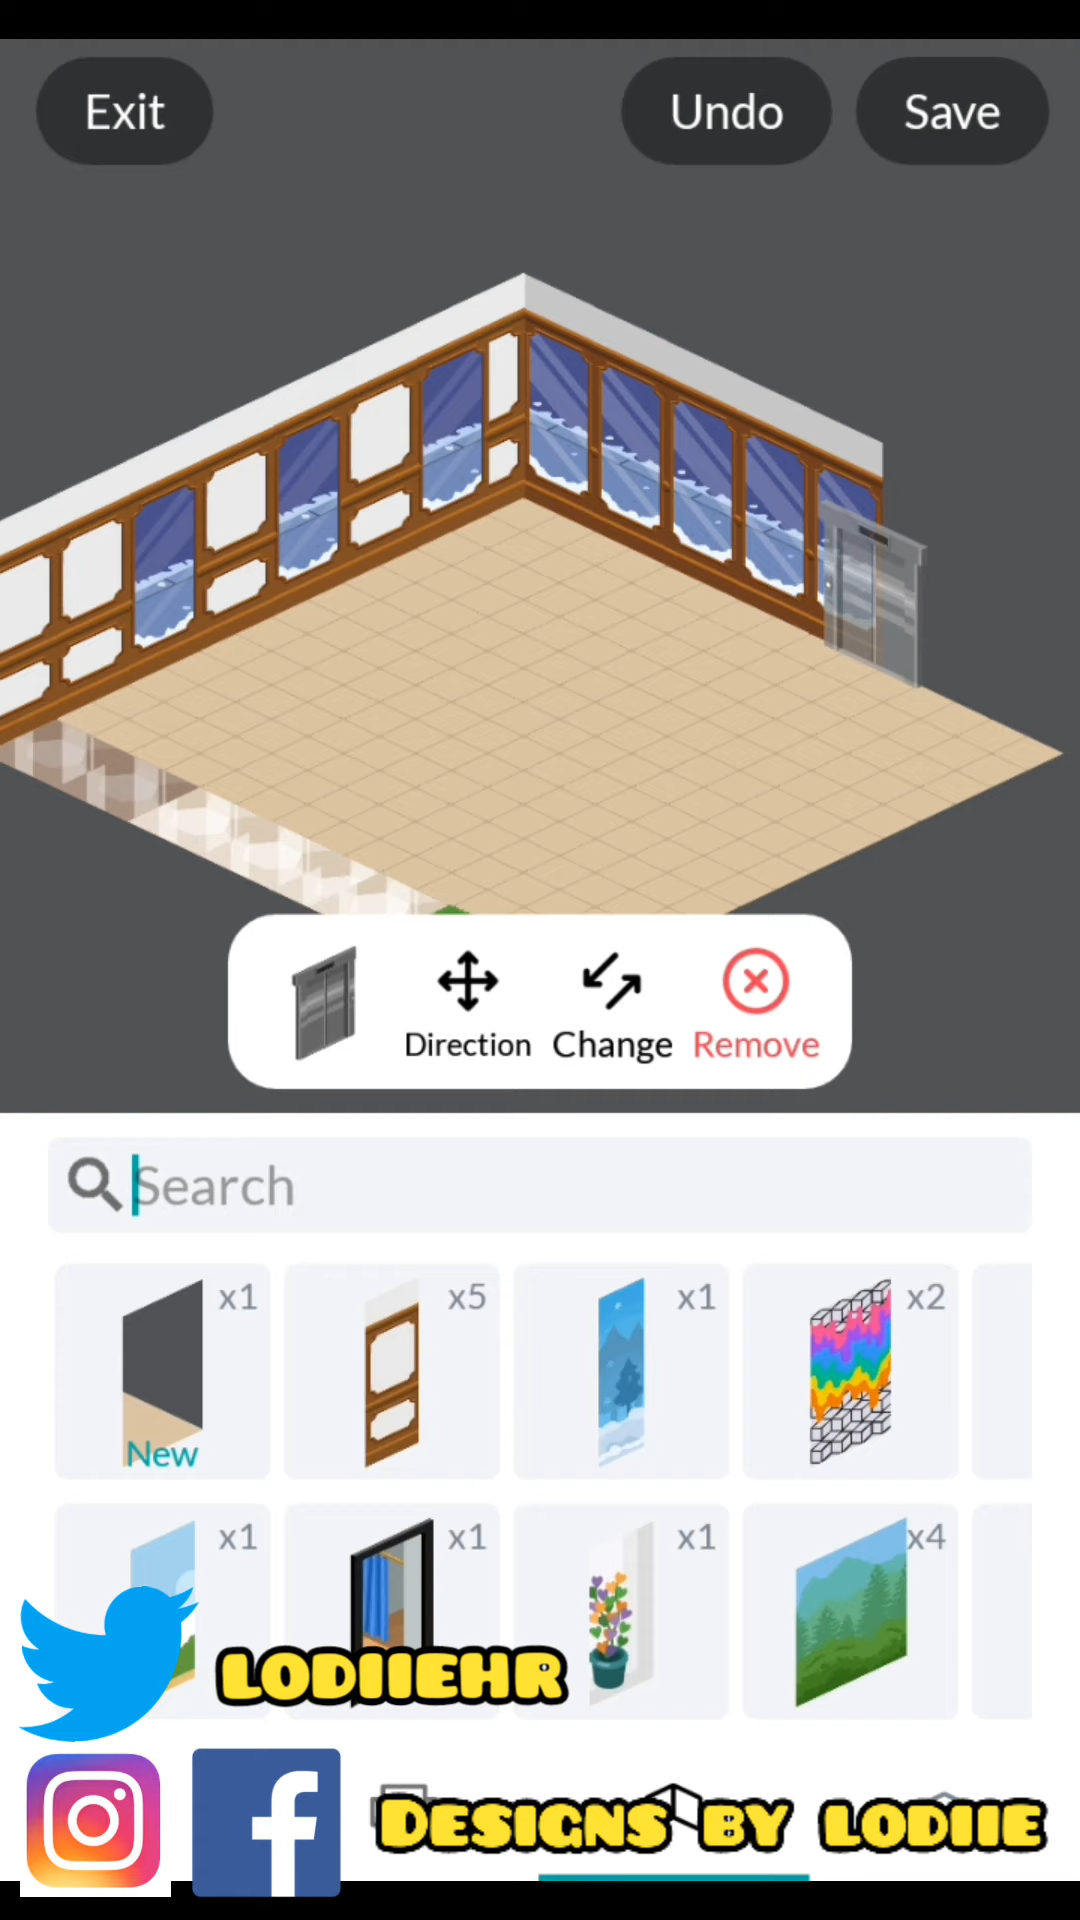 Exit
Undo
Save
Direction
Change
Remove
Search
x1
x5
x1
x2
New
x1
x1
x1
x4
LODIIEHR
DESIGNS BY LODIIE